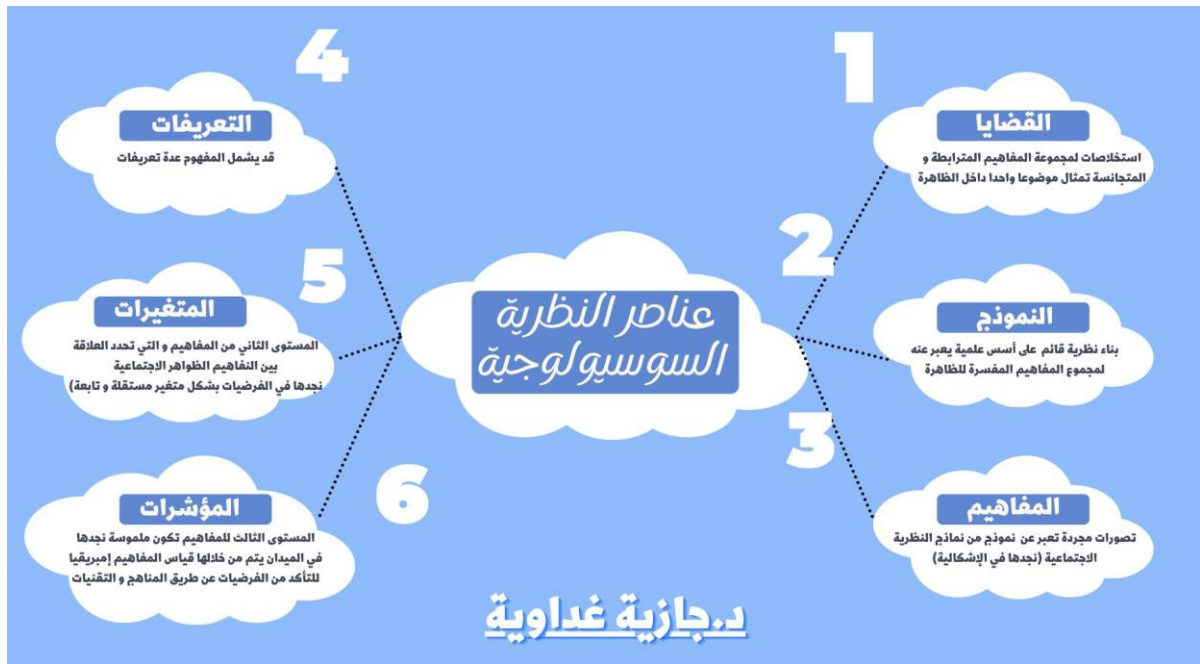 1
القضايا
استخلاصات لمجموعة المفاهيم المترابطة و
المتجانسة تمثال موضوعا واحدا داخل الظاهرة
2
النموذج
بناء نظرية قائم على أسس علمية يعبر عنه
لمجموع المفاهيم المفسرة للظاهرة
3
المفاهيم
تصورات مجردة تعبر عن نموذج من نماذج النظرية
الاجتماعية (نجدها في الإشكالية)
عناصر النظرية
السوسيولوجية
4
التعريفات
قد يشمل المفهوم عدة تعريفات
5
المتغيرات
المستوى الثاني من المفاهيم و التي تحدد العلاقة
بين النفاهيم الظواهر الاجتماعية
نجدها في الفرضيات بشكل متغير مستقلة و تابعة)
6
المؤشرات
المستوى الثالث للمفاهيم تكون ملموسة نجدها
في الميدان يتم من خلالها قياس المفاهيم إمبريقيا
للتأكد من الفرضيات عن طريق المناهج و التقنيات
د.جازية غداوية